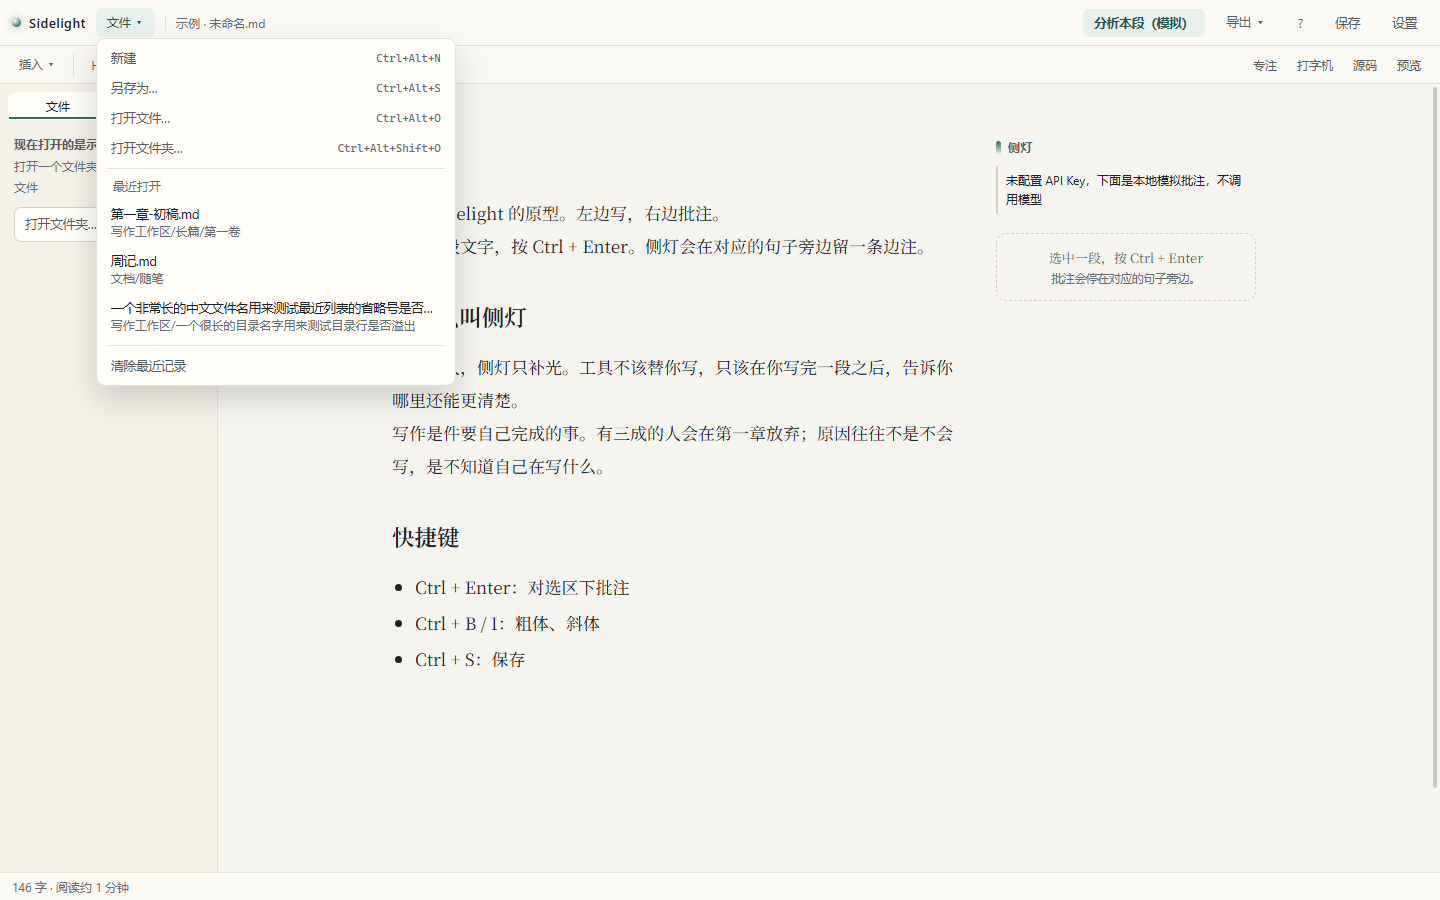 Sidelight
文件
示例 · 未命名.md
分析本段（模拟）
导出
?
保存
设置
插入
专注
打字机
源码
预览
新建 Ctrl+Alt+N
另存为... Ctrl+Alt+S
打开文件... Ctrl+Alt+O
打开文件夹... Ctrl+Alt+Shift+O
最近打开
第一章-初稿.md
写作工作区/长篇/第一卷
周记.md
文档/随笔
一个非常长的中文文件名用来测试最近列表的省略号是否...
写作工作区/一个很长的目录名字用来测试目录行是否溢出
清除最近记录
文件
现在打开的是示
打开一个文件夹
文件
打开文件夹...
elight 的原型。左边写，右边批注。
文字，按 Ctrl + Enter。侧灯会在对应的句子旁边留一条边注。
叫侧灯
，侧灯只补光。工具不该替你写，只该在你写完一段之后，告诉你
哪里还能更清楚。
写作是件要自己完成的事。有三成的人会在第一章放弃；原因往往不是不会
写，是不知道自己在写什么。
快捷键
Ctrl + Enter：对选区下批注
Ctrl + B / I：粗体、斜体
Ctrl + S：保存
侧灯
未配置 API Key，下面是本地模拟批注，不调
用模型
选中一段，按 Ctrl + Enter
批注会停在对应的句子旁边。
146 字 · 阅读约 1 分钟